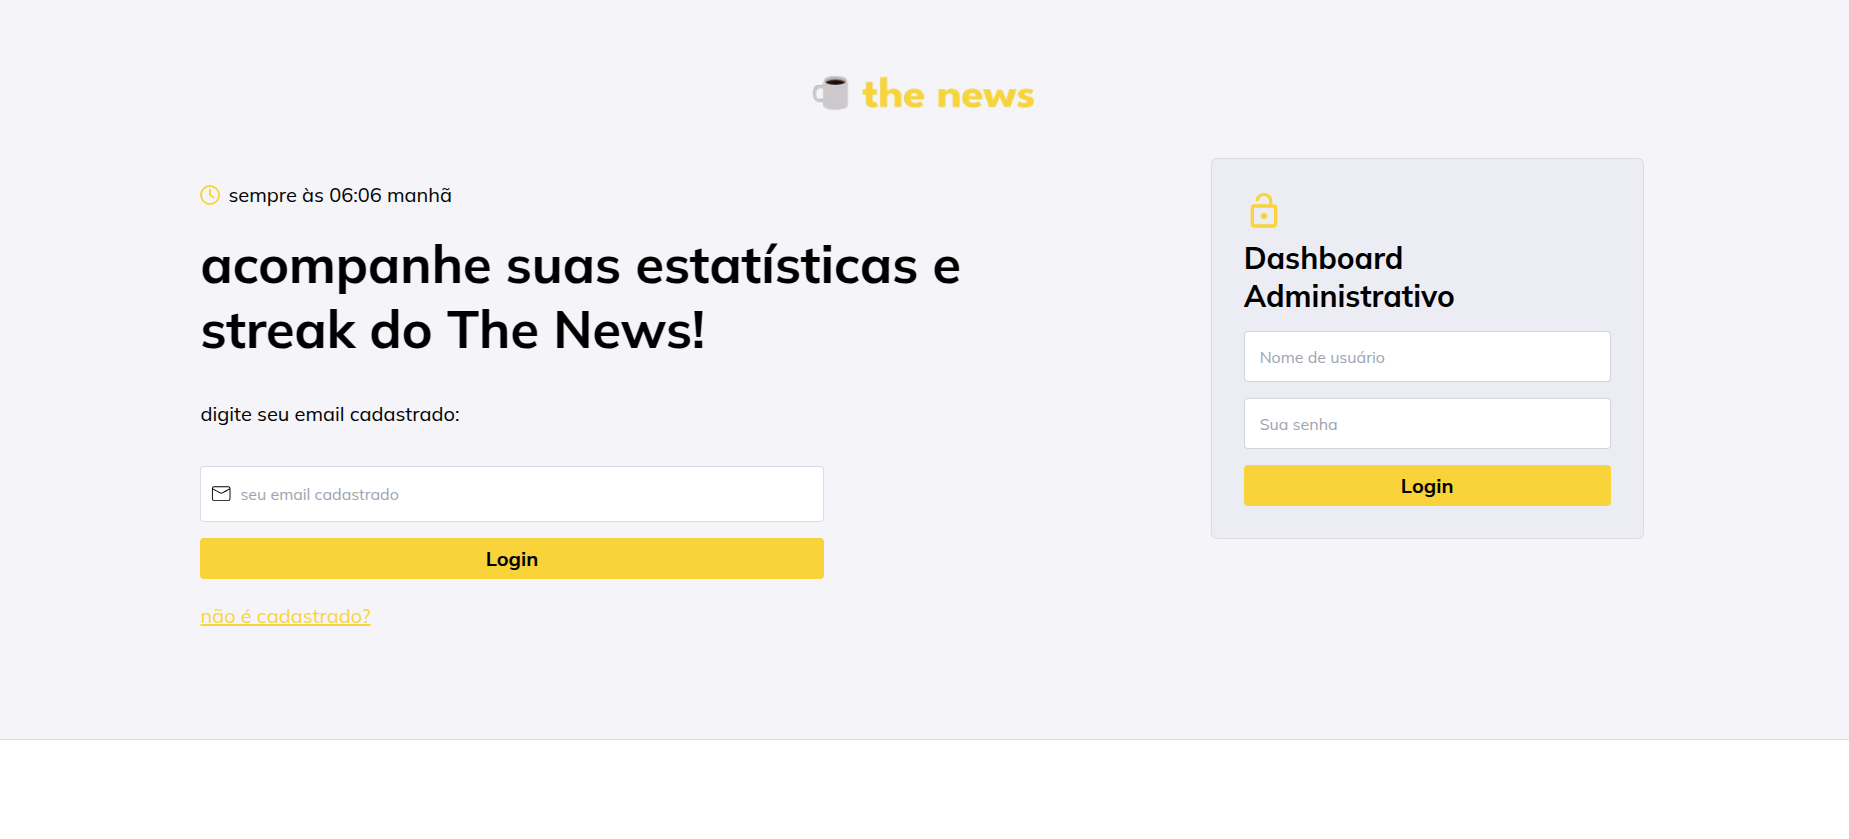 the news
sempre às 06:06 manhã
acompanhe suas estatísticas e
streak do The News!
digite seu email cadastrado:
seu email cadastrado
Login
não é cadastrado?
Dashboard
Administrativo
Nome de usuário
Sua senha
Login